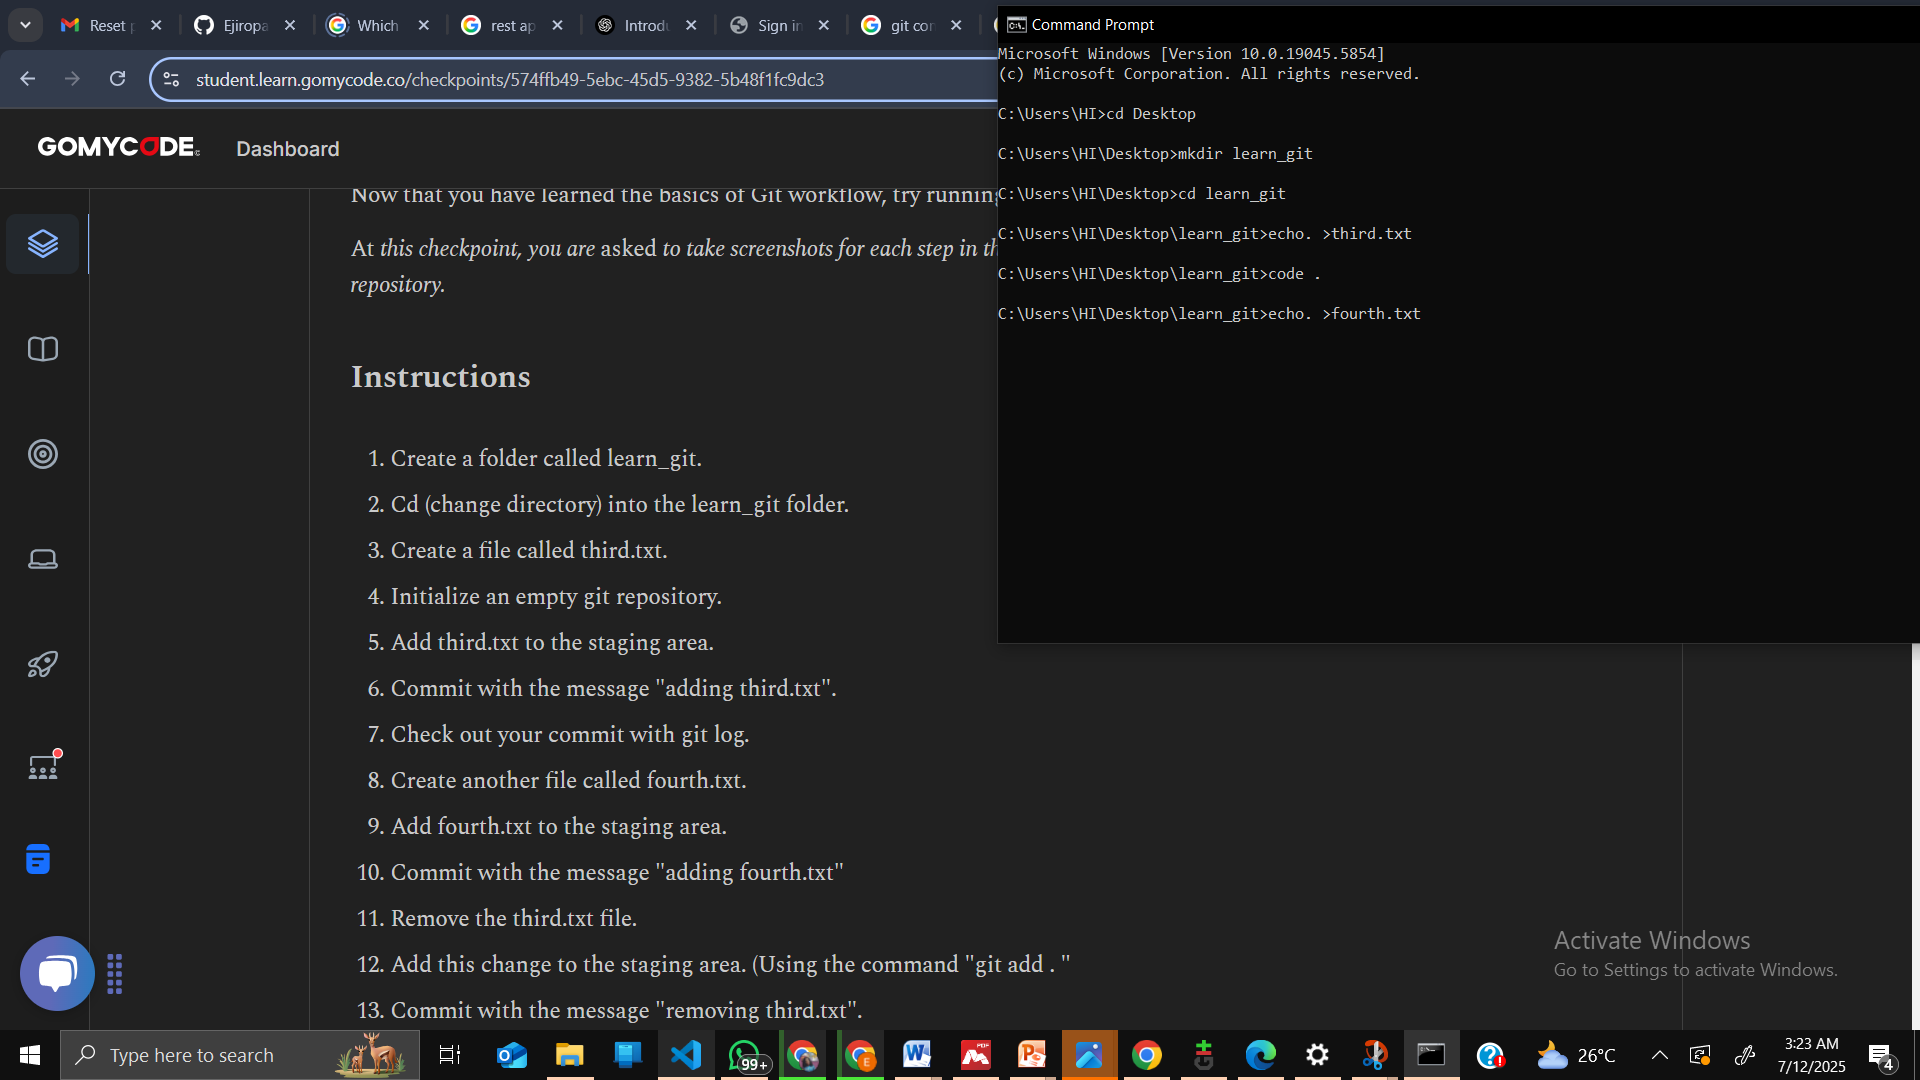 Reset p
Ejiropa
Which
rest ap
Introdu
Sign in
git con
student.learn.gomycode.co/checkpoints/574ffb49-5ebc-45d5-9382-5b48f1fc9dc3
GOMYCODE
Dashboard
Now that you have learned the basics of Git workflow, try running
At this checkpoint, you are asked to take screenshots for each step in th
repository.
Instructions
1. Create a folder called learn_git.
2. Cd (change directory) into the learn_git folder.
3. Create a file called third.txt.
4. Initialize an empty git repository.
5. Add third.txt to the staging area.
6. Commit with the message "adding third.txt".
7. Check out your commit with git log.
8. Create another file called fourth.txt.
9. Add fourth.txt to the staging area.
10. Commit with the message "adding fourth.txt"
11. Remove the third.txt file.
12. Add this change to the staging area. (Using the command "git add . "
13. Commit with the message "removing third.txt".
Command Prompt
Microsoft Windows [Version 10.0.19045.5854]
(c) Microsoft Corporation. All rights reserved.
C:\Users\HI>cd Desktop
C:\Users\HI\Desktop>mkdir learn_git
C:\Users\HI\Desktop>cd learn_git
C:\Users\HI\Desktop\learn_git>echo. >third.txt
C:\Users\HI\Desktop\learn_git>code .
C:\Users\HI\Desktop\learn_git>echo. >fourth.txt
Activate Windows
Go to Settings to activate Windows.
Type here to search
99+
26°C
3:23 AM
7/12/2025
4